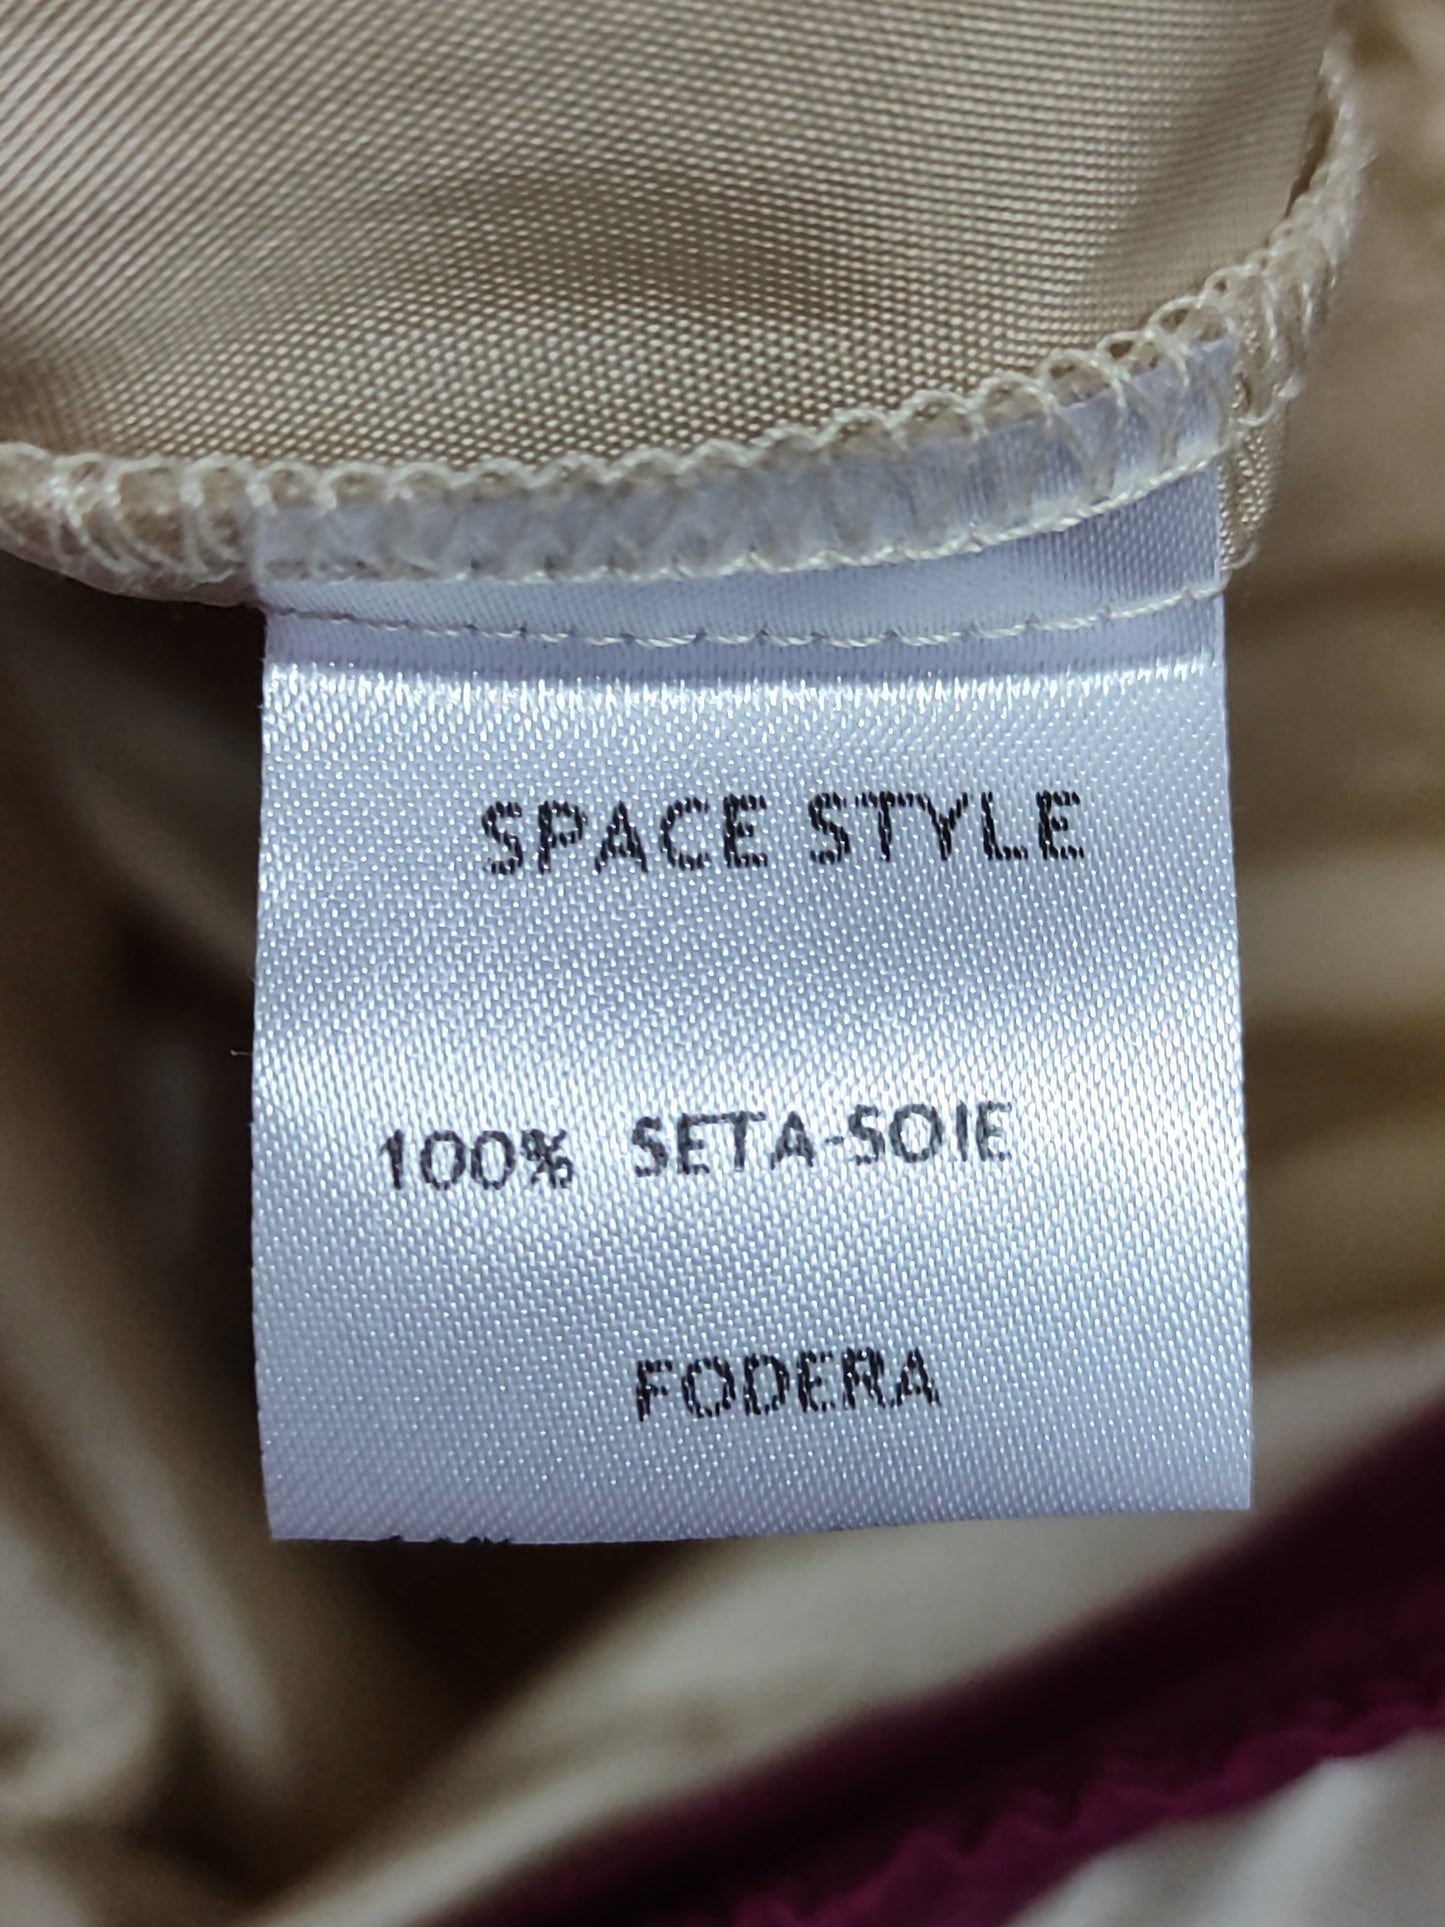 SPACE STYLE
100% SETA-SOIE
FODERA